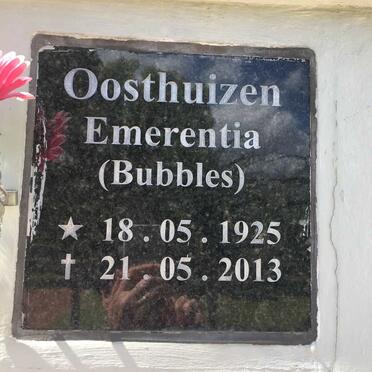 Oosthuizen
Emerentia
(Bubbles)
★ 18 . 05 . 1925
† 21 . 05 . 2013